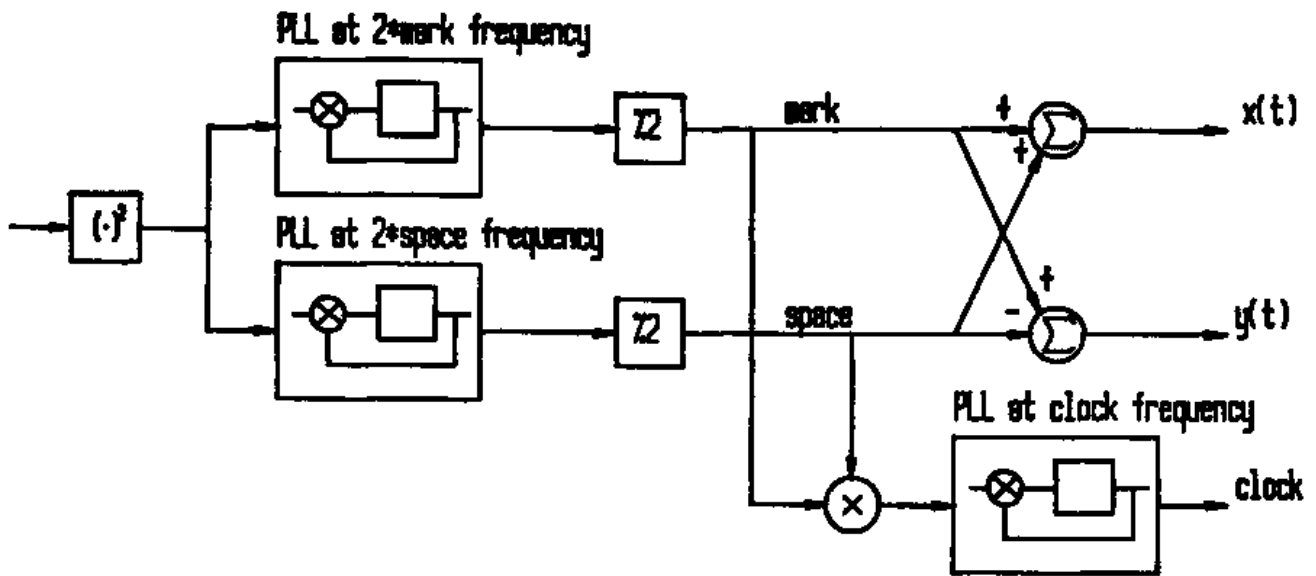 PLL at 2*mark frequency
%2
mark
+
+
x(t)
(·)²
PLL at 2*space frequency
%2
space
+
-
y(t)
PLL at clock frequency
clock